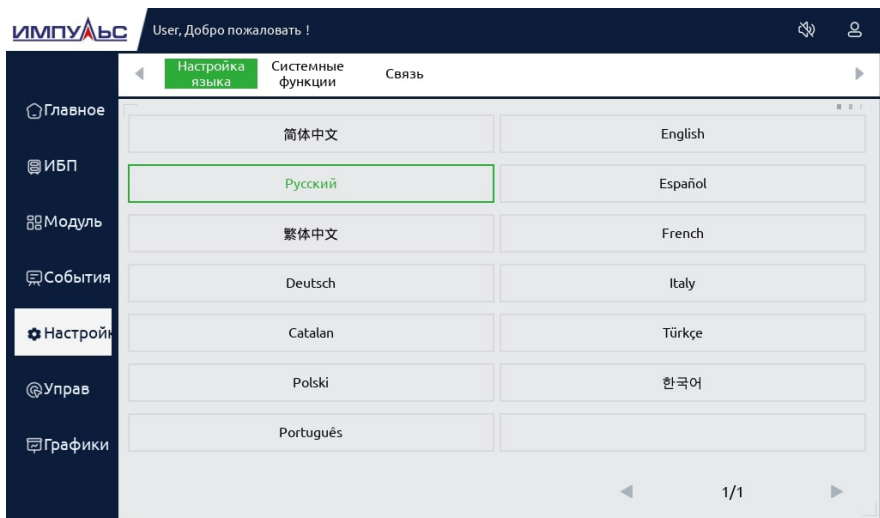 ИМПУЛЬС
User, Добро пожаловать !
Настройка
языка
Системные
функции
Связь
Главное
ИБП
Модуль
События
Настройк
Управ
Графики
简体中文
English
Русский
Español
繁体中文
French
Deutsch
Italy
Catalan
Türkçe
Polski
한국어
Português
1/1